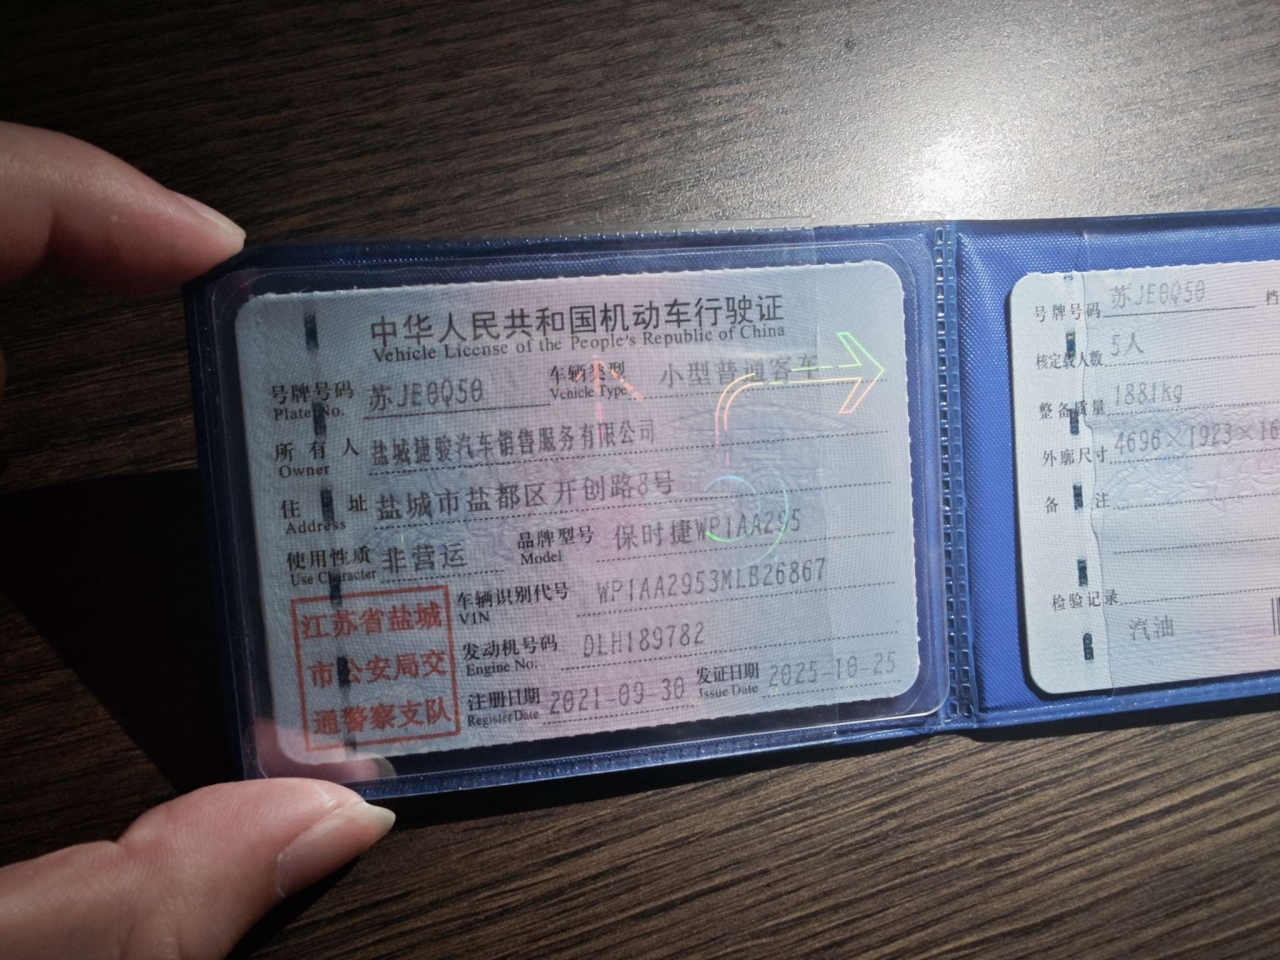 中华人民共和国机动车行驶证
Vehicle License of the People's Republic of China
号牌号码 苏JE0Q50 车辆类型 小型普通客车
Plate No. Vehicle Type
所有人 盐城捷骏汽车销售服务有限公司
Owner
住址 盐城市盐都区开创路8号
Address
使用性质 非营运 品牌型号 保时捷WP1AA295
Use Character Model
江苏省盐城
市公安局交
通警察支队
车辆识别代号 WP1AA2953MLB26867
VIN
发动机号码 DLH189782
Engine No.
注册日期 2021-09-30 发证日期 2025-10-25
Register Date Issue Date
号牌号码 苏JE0Q50 档
核定载人数 5人
整备质量 1881kg
外廓尺寸 4696×1923×16
备注
检验记录
汽油